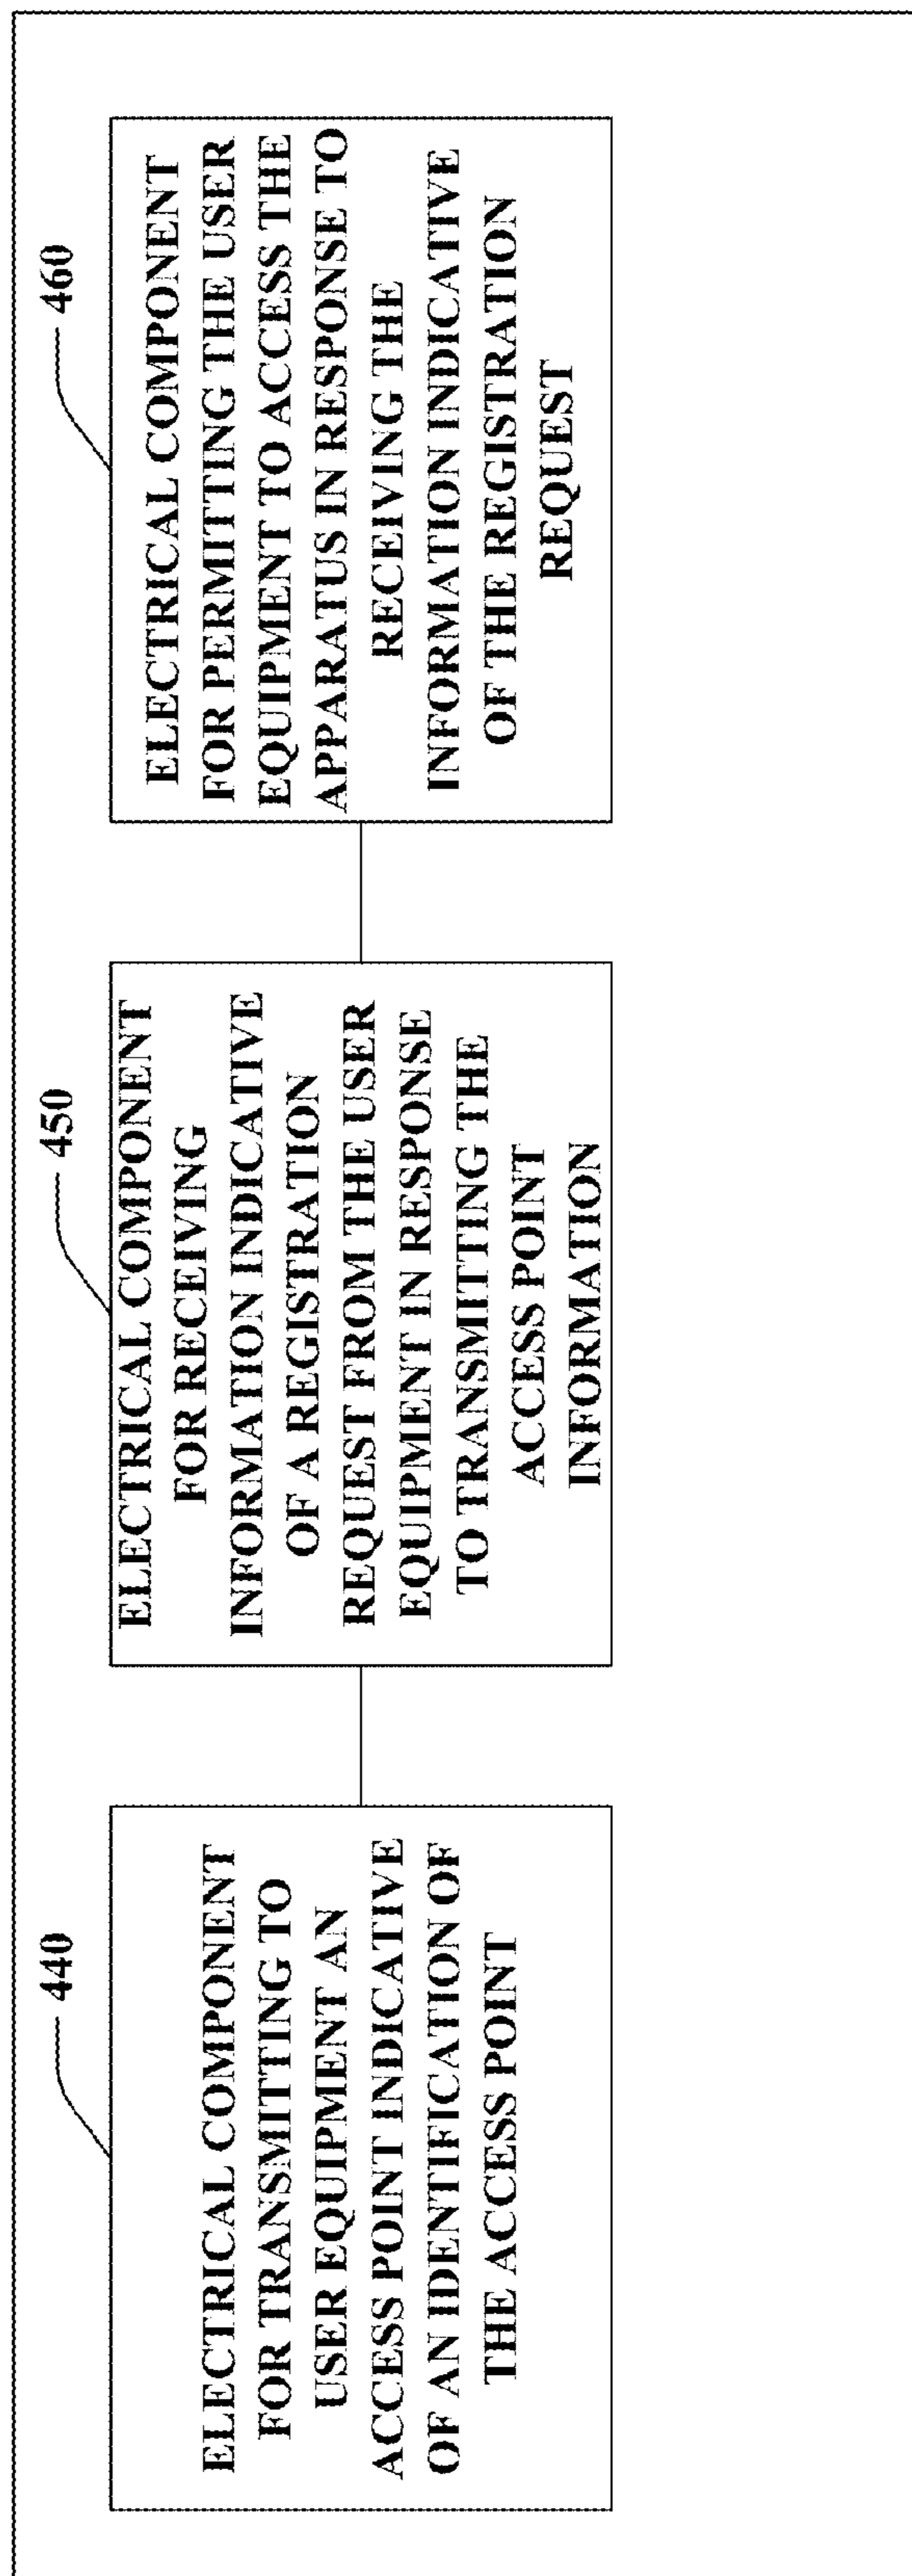 440
ELECTRICAL COMPONENT
FOR TRANSMITTING TO
USER EQUIPMENT AN
ACCESS POINT INDICATIVE
OF AN IDENTIFICATION OF
THE ACCESS POINT
450
ELECTRICAL COMPONENT
FOR RECEIVING
INFORMATION INDICATIVE
OF A REGISTRATION
REQUEST FROM THE USER
EQUIPMENT IN RESPONSE
TO TRANSMITTING THE
ACCESS POINT
INFORMATION
460
ELECTRICAL COMPONENT
FOR PERMITTING THE USER
EQUIPMENT TO ACCESS THE
APPARATUS IN RESPONSE TO
RECEIVING THE
INFORMATION INDICATIVE
OF THE REGISTRATION
REQUEST